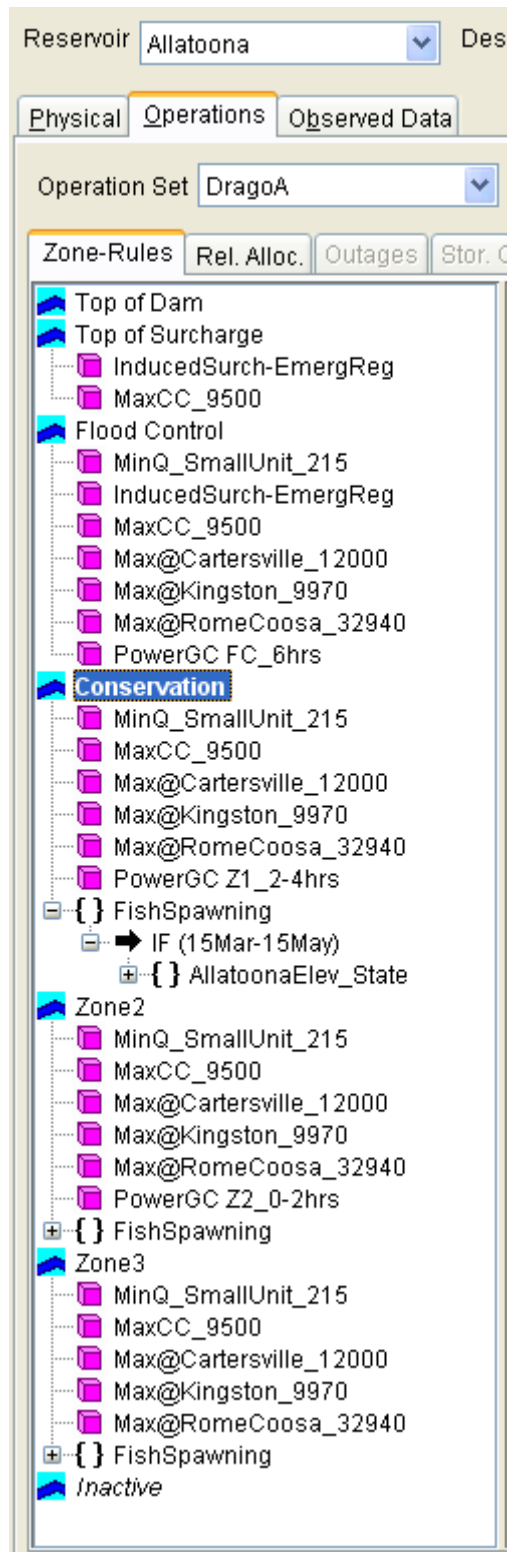 Reservoir Allatoona Des
Physical Operations Observed Data
Operation Set DragoA
Zone-Rules Rel. Alloc. Outages Stor.
Top of Dam
Top of Surcharge
InducedSurch-EmergReg
MaxCC_9500
Flood Control
MinQ_SmallUnit_215
InducedSurch-EmergReg
MaxCC_9500
Max@Cartersville_12000
Max@Kingston_9970
Max@RomeCoosa_32940
PowerGC FC_6hrs
Conservation
MinQ_SmallUnit_215
MaxCC_9500
Max@Cartersville_12000
Max@Kingston_9970
Max@RomeCoosa_32940
PowerGC Z1_2-4hrs
{ } FishSpawning
IF (15Mar-15May)
{ } AllatoonaElev_State
Zone2
MinQ_SmallUnit_215
MaxCC_9500
Max@Cartersville_12000
Max@Kingston_9970
Max@RomeCoosa_32940
PowerGC Z2_0-2hrs
{ } FishSpawning
Zone3
MinQ_SmallUnit_215
MaxCC_9500
Max@Cartersville_12000
Max@Kingston_9970
Max@RomeCoosa_32940
{ } FishSpawning
Inactive